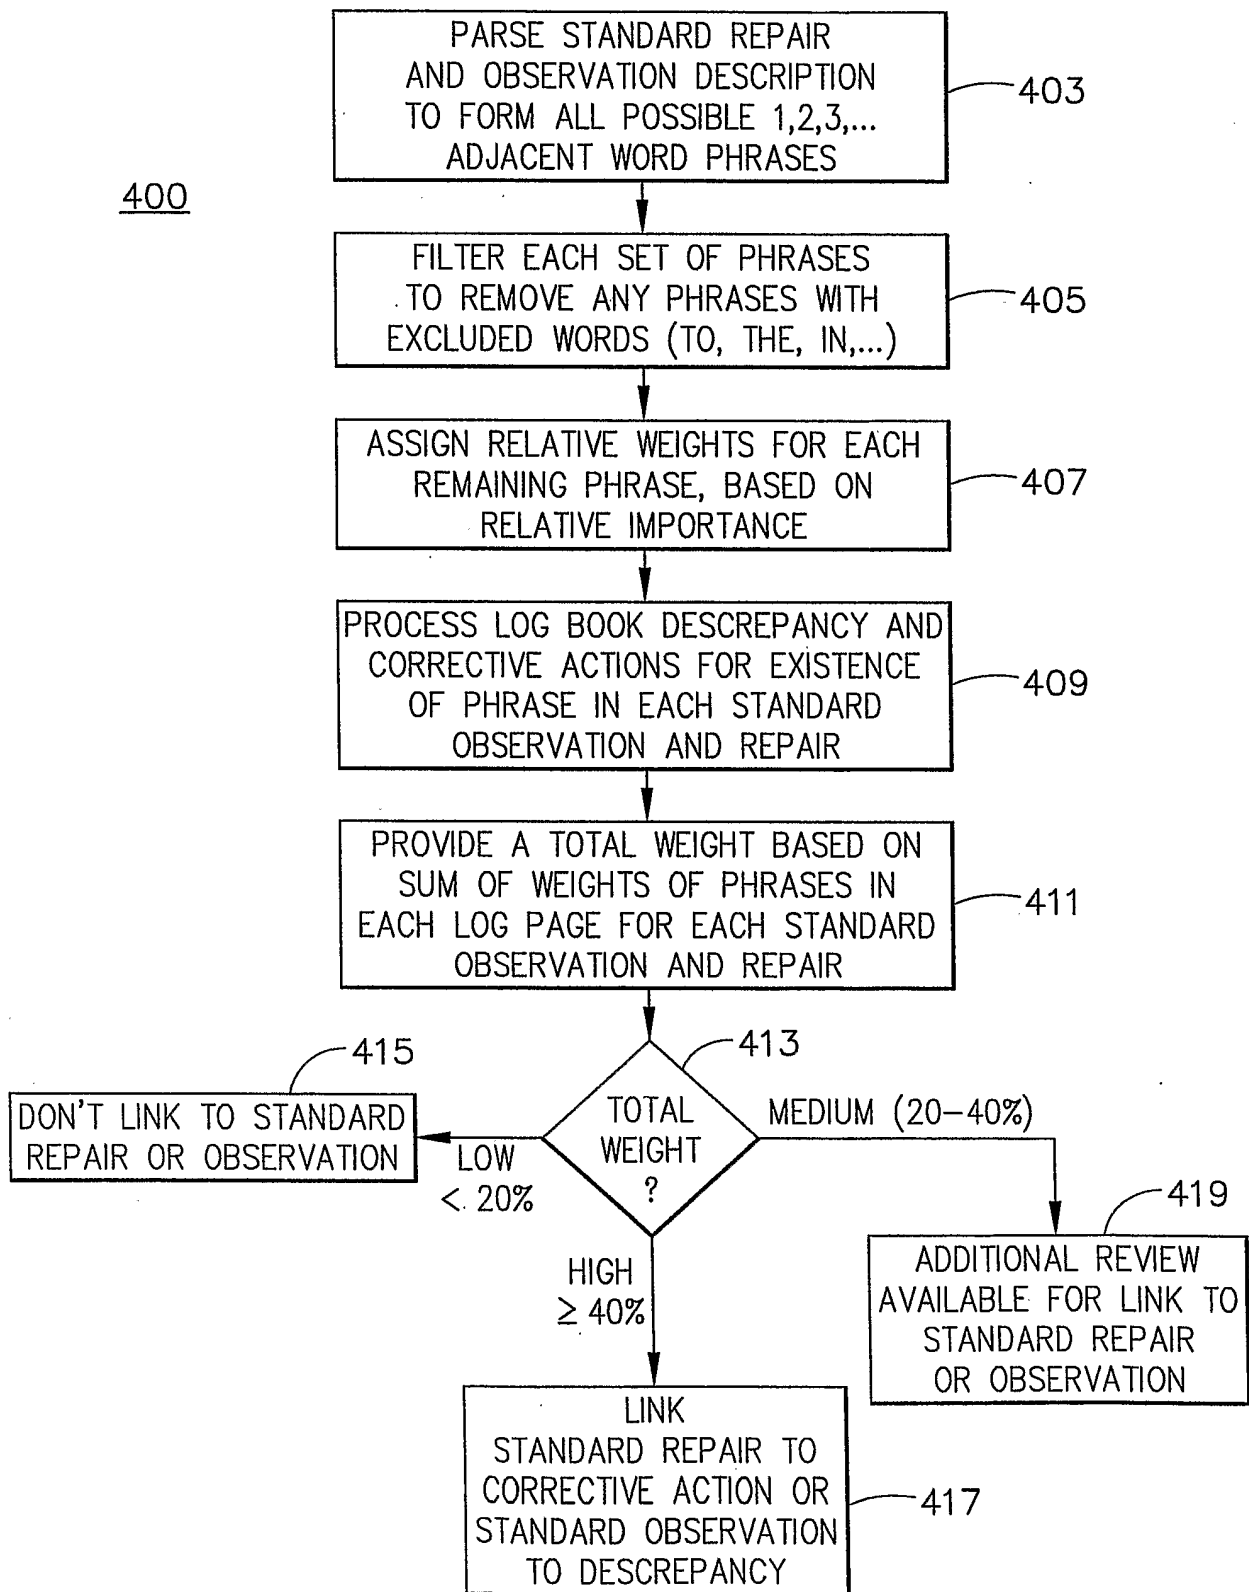 PARSE STANDARD REPAIR
AND OBSERVATION DESCRIPTION
TO FORM ALL POSSIBLE 1,2,3,...
ADJACENT WORD PHRASES
403
400
FILTER EACH SET OF PHRASES
TO REMOVE ANY PHRASES WITH
EXCLUDED WORDS (TO, THE, IN,...)
405
ASSIGN RELATIVE WEIGHTS FOR EACH
REMAINING PHRASE, BASED ON
RELATIVE IMPORTANCE
407
PROCESS LOG BOOK DESCREPANCY AND
CORRECTIVE ACTIONS FOR EXISTENCE
OF PHRASE IN EACH STANDARD
OBSERVATION AND REPAIR
409
PROVIDE A TOTAL WEIGHT BASED ON
SUM OF WEIGHTS OF PHRASES IN
EACH LOG PAGE FOR EACH STANDARD
OBSERVATION AND REPAIR
411
TOTAL
WEIGHT
?
413
415
DON'T LINK TO STANDARD
REPAIR OR OBSERVATION
LOW
< 20%
MEDIUM (20-40%)
419
ADDITIONAL REVIEW
AVAILABLE FOR LINK TO
STANDARD REPAIR
OR OBSERVATION
HIGH
≥ 40%
LINK
STANDARD REPAIR TO
CORRECTIVE ACTION OR
STANDARD OBSERVATION
TO DESCREPANCY
417